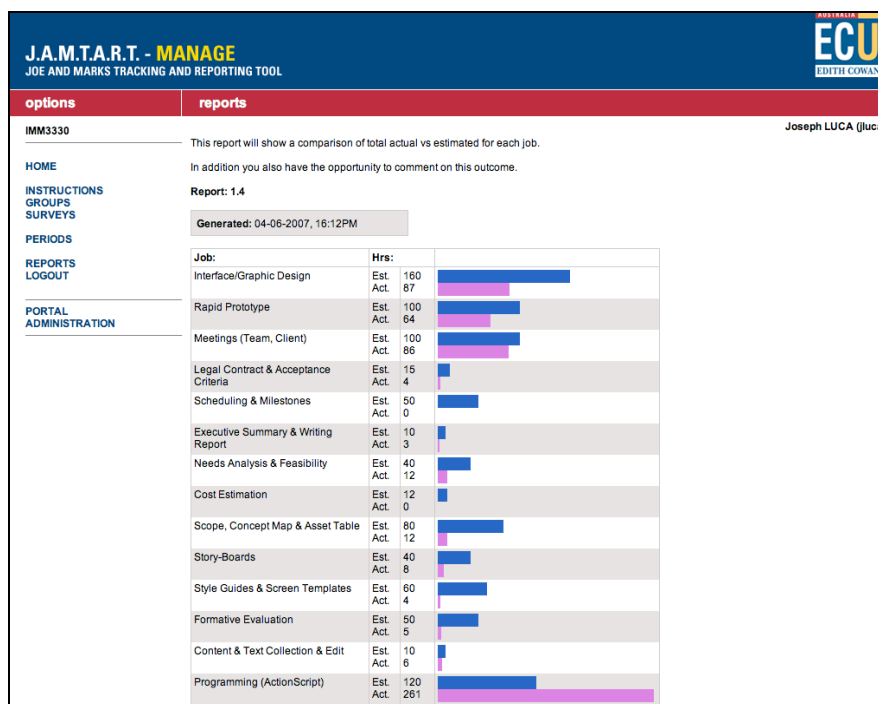 AUSTRALIA
J.A.M.T.A.R.T. - MANAGE
JOE AND MARKS TRACKING AND REPORTING TOOL
ECU
EDITH COWAN
options
reports
IMM3330
Joseph LUCA (jluca
This report will show a comparison of total actual vs estimated for each job.
HOME
In addition you also have the opportunity to comment on this outcome.
INSTRUCTIONS
Report: 1.4
GROUPS
SURVEYS
Generated: 04-06-2007, 16:12PM
PERIODS
REPORTS
LOGOUT
PORTAL
ADMINISTRATION
Job: Hrs:
Interface/Graphic Design Est. 160
Act. 87
Rapid Prototype Est. 100
Act. 64
Meetings (Team, Client) Est. 100
Act. 86
Legal Contract & Acceptance Est. 15
Criteria Act. 4
Scheduling & Milestones Est. 50
Act. 0
Executive Summary & Writing Est. 10
Report Act. 3
Needs Analysis & Feasibility Est. 40
Act. 12
Cost Estimation Est. 12
Act. 0
Scope, Concept Map & Asset Table Est. 80
Act. 12
Story-Boards Est. 40
Act. 8
Style Guides & Screen Templates Est. 60
Act. 4
Formative Evaluation Est. 50
Act. 5
Content & Text Collection & Edit Est. 10
Act. 6
Programming (ActionScript) Est. 120
Act. 261